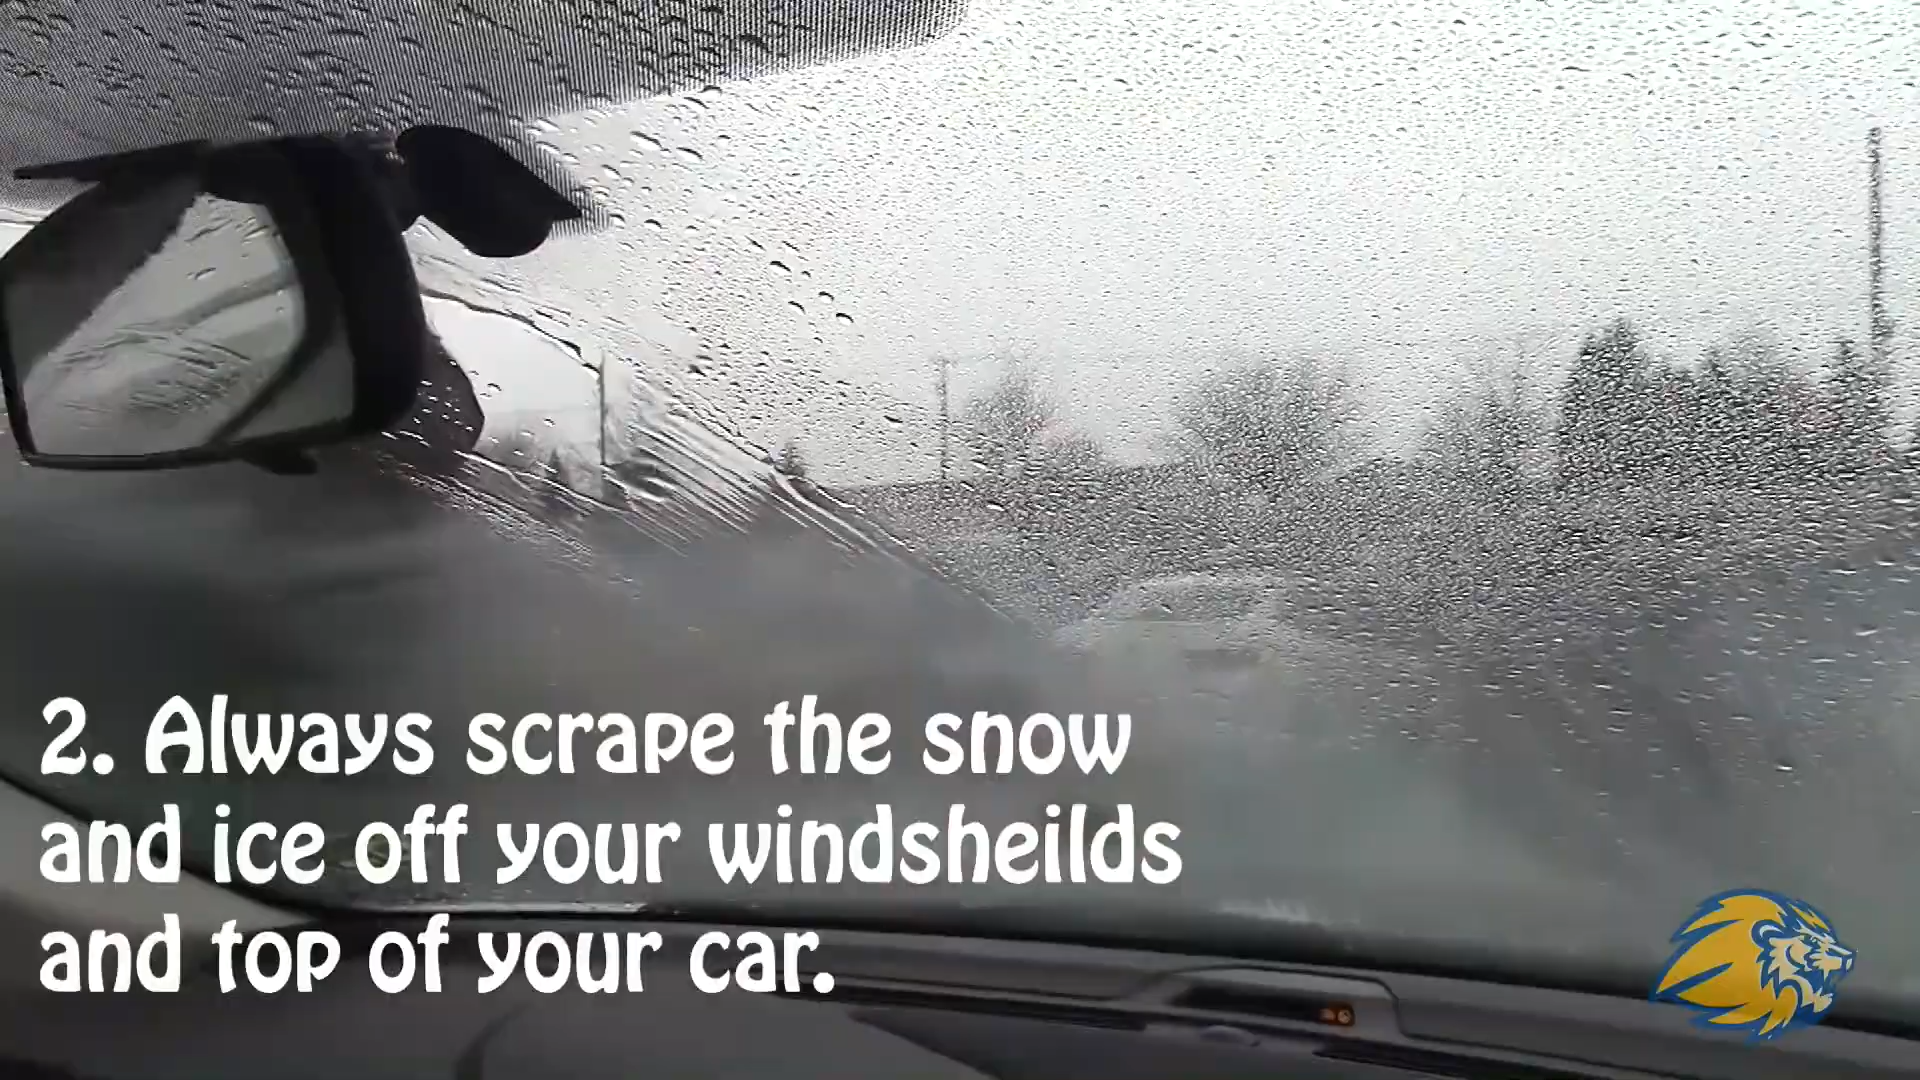 2. Always scrape the snow
and ice off your windsheilds
and top of your car.